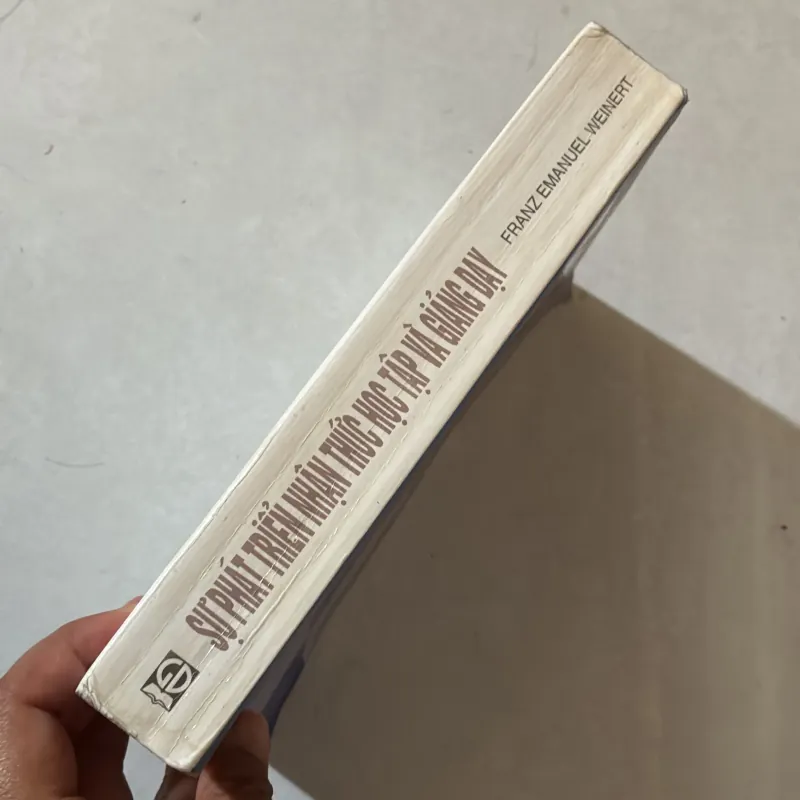 SỰ PHÁT TRIỂN NHẬN THỨC HỌC TẬP VÀ GIẢNG DẠY
FRANZ EMANUEL WEINERT